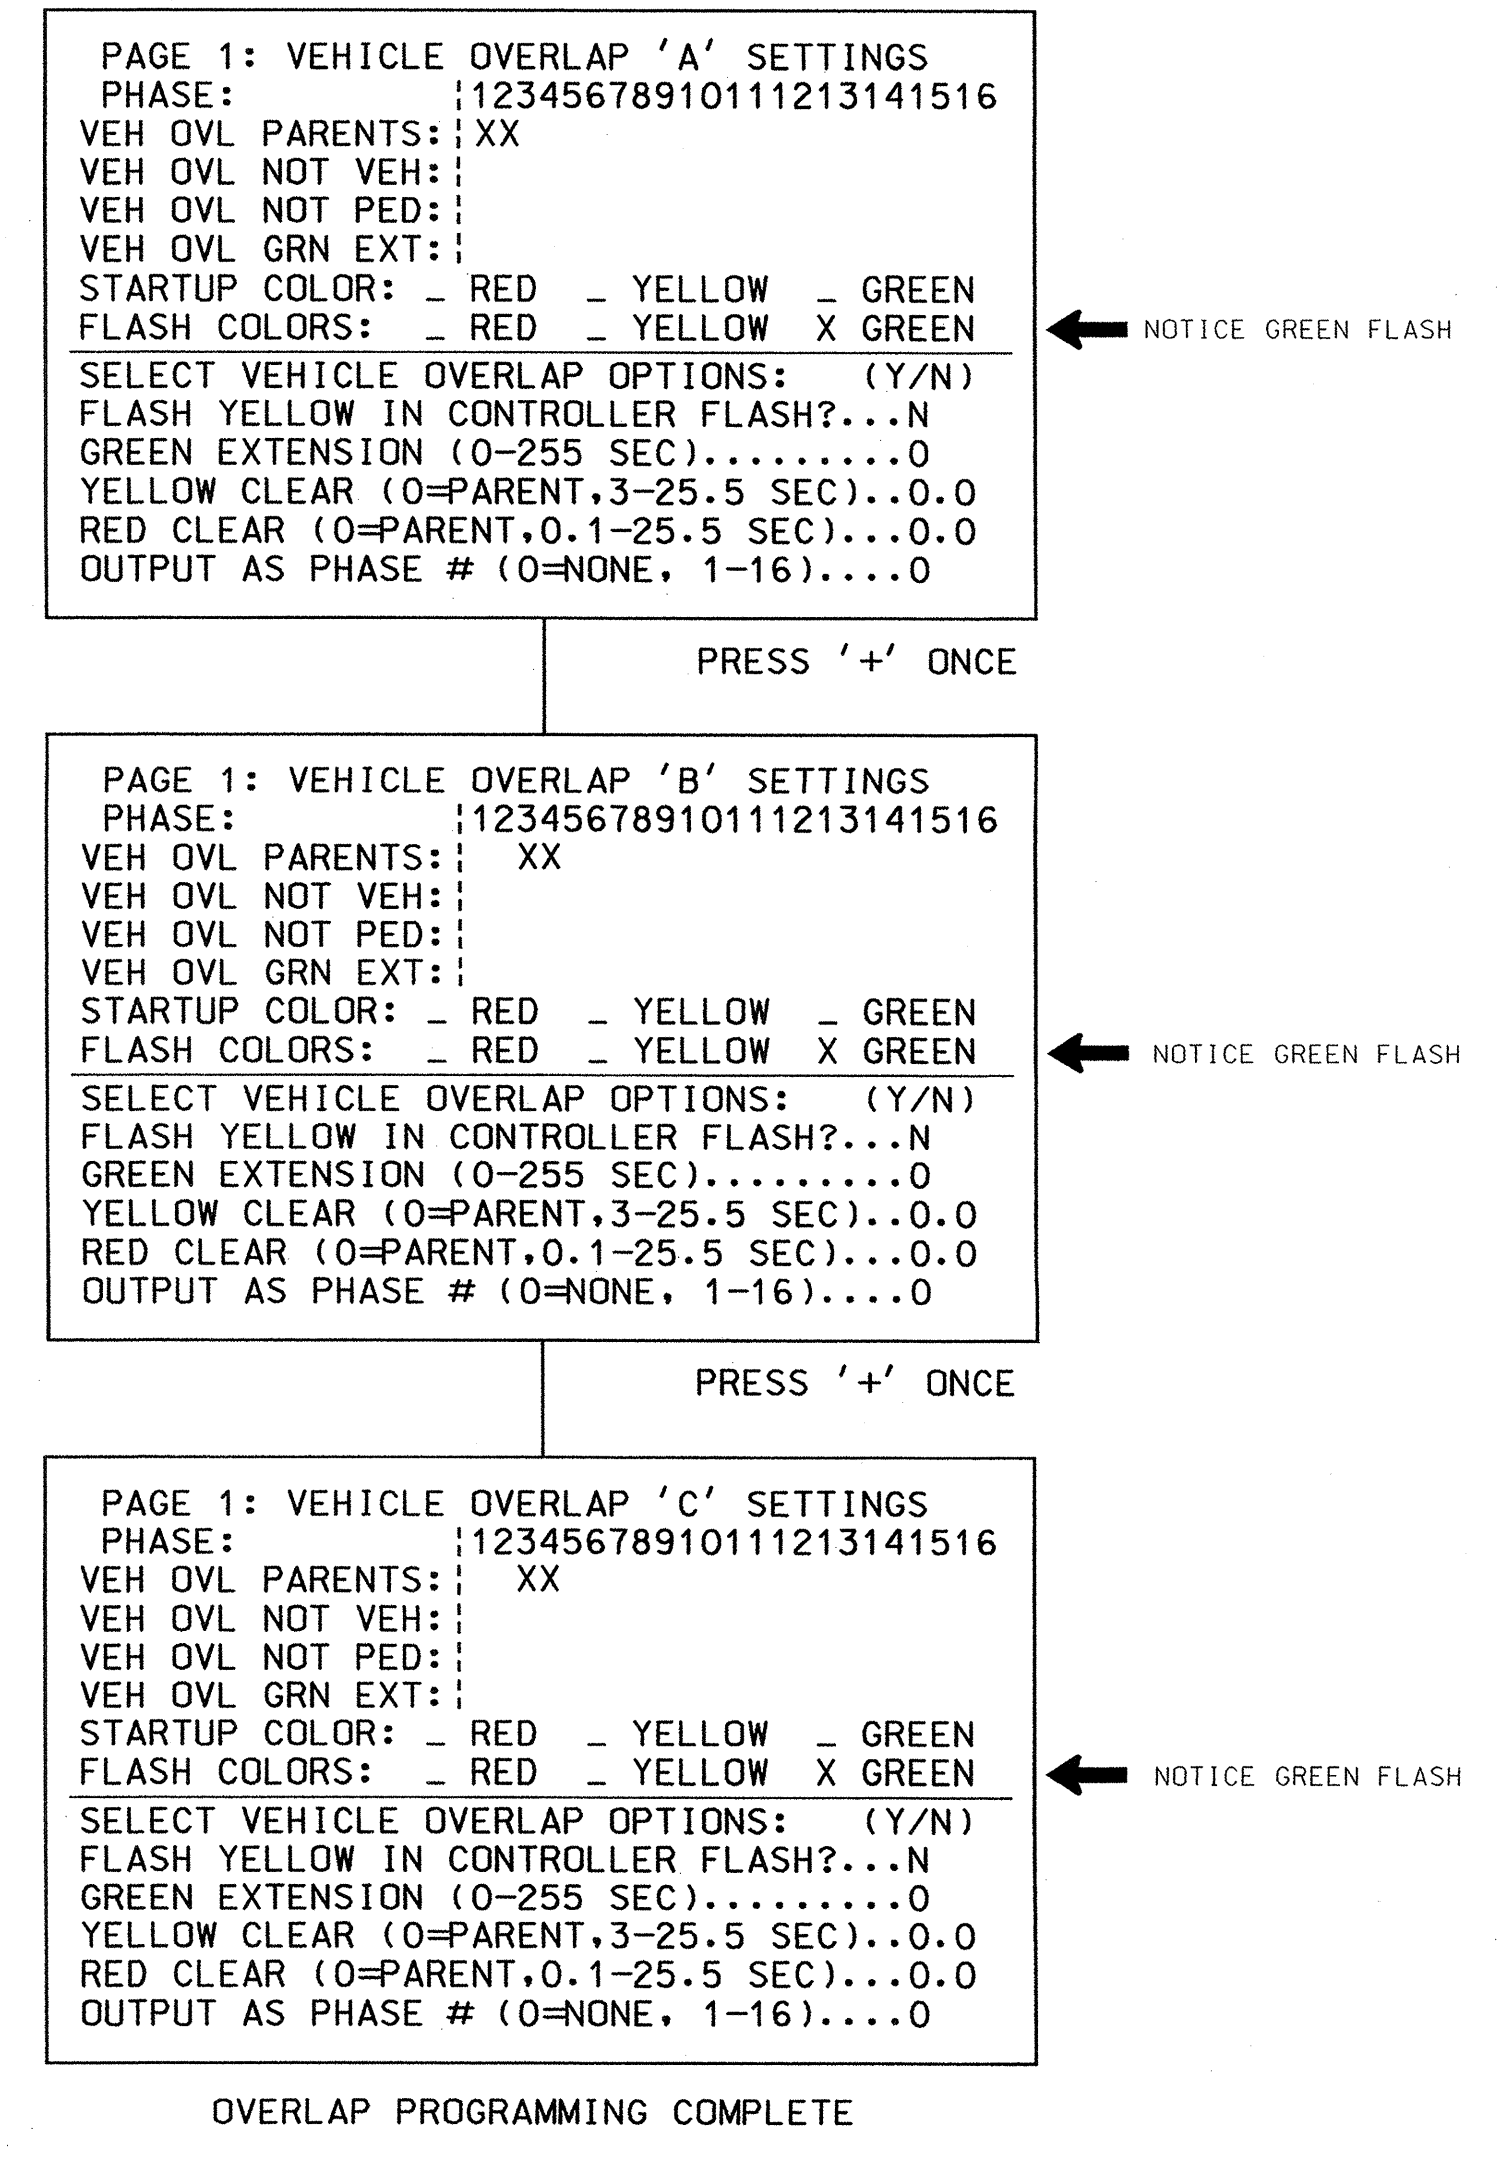 PAGE 1: VEHICLE OVERLAP 'A' SETTINGS
PHASE: ¦12345678910111213141516
VEH OVL PARENTS:¦XX
VEH OVL NOT VEH:¦
VEH OVL NOT PED:¦
VEH OVL GRN EXT:¦
STARTUP COLOR: _ RED _ YELLOW _ GREEN
FLASH COLORS: _ RED _ YELLOW X GREEN
NOTICE GREEN FLASH
SELECT VEHICLE OVERLAP OPTIONS: (Y/N)
FLASH YELLOW IN CONTROLLER FLASH?...N
GREEN EXTENSION (0-255 SEC).........0
YELLOW CLEAR (0=PARENT,3-25.5 SEC)..0.0
RED CLEAR (0=PARENT,0.1-25.5 SEC)...0.0
OUTPUT AS PHASE # (0=NONE, 1-16)....0
PRESS '+' ONCE
PAGE 1: VEHICLE OVERLAP 'B' SETTINGS
PHASE: ¦12345678910111213141516
VEH OVL PARENTS:¦ XX
VEH OVL NOT VEH:¦
VEH OVL NOT PED:¦
VEH OVL GRN EXT:¦
STARTUP COLOR: _ RED _ YELLOW _ GREEN
FLASH COLORS: _ RED _ YELLOW X GREEN
NOTICE GREEN FLASH
SELECT VEHICLE OVERLAP OPTIONS: (Y/N)
FLASH YELLOW IN CONTROLLER FLASH?...N
GREEN EXTENSION (0-255 SEC).........0
YELLOW CLEAR (0=PARENT,3-25.5 SEC)..0.0
RED CLEAR (0=PARENT,0.1-25.5 SEC)...0.0
OUTPUT AS PHASE # (0=NONE, 1-16)....0
PRESS '+' ONCE
PAGE 1: VEHICLE OVERLAP 'C' SETTINGS
PHASE: ¦12345678910111213141516
VEH OVL PARENTS:¦ XX
VEH OVL NOT VEH:¦
VEH OVL NOT PED:¦
VEH OVL GRN EXT:¦
STARTUP COLOR: _ RED _ YELLOW _ GREEN
FLASH COLORS: _ RED _ YELLOW X GREEN
NOTICE GREEN FLASH
SELECT VEHICLE OVERLAP OPTIONS: (Y/N)
FLASH YELLOW IN CONTROLLER FLASH?...N
GREEN EXTENSION (0-255 SEC).........0
YELLOW CLEAR (0=PARENT,3-25.5 SEC)..0.0
RED CLEAR (0=PARENT,0.1-25.5 SEC)...0.0
OUTPUT AS PHASE # (0=NONE, 1-16)....0
OVERLAP PROGRAMMING COMPLETE